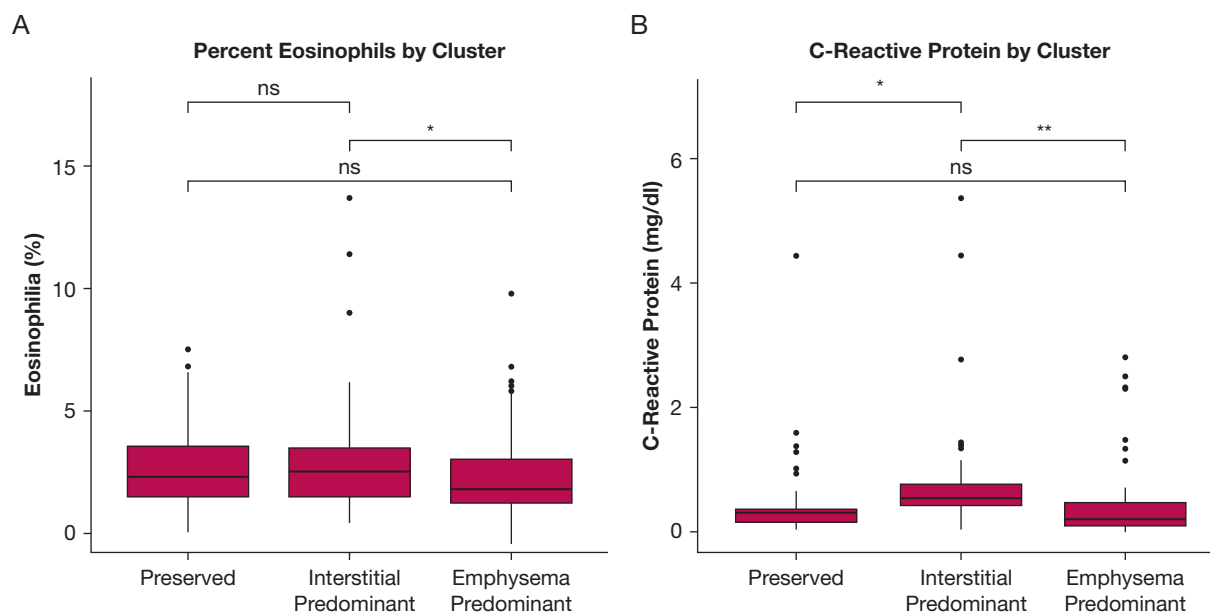 A
Percent Eosinophils by Cluster
ns
*
ns
Eosinophilia (%)
15
10
5
0
Preserved
Interstitial
Predominant
Emphysema
Predominant
B
C-Reactive Protein by Cluster
*
**
ns
C-Reactive Protein (mg/dl)
6
4
2
0
Preserved
Interstitial
Predominant
Emphysema
Predominant